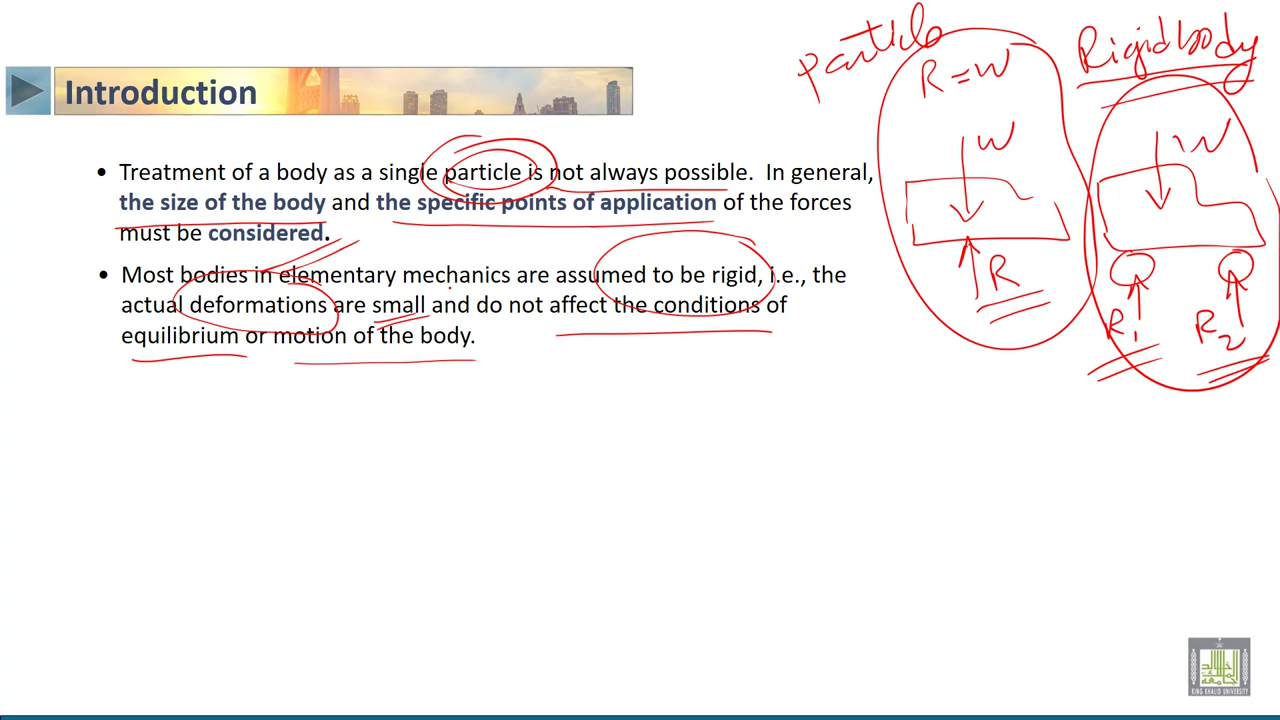 Introduction
Treatment of a body as a single particle is not always possible. In general,
the size of the body and the specific points of application of the forces
must be considered.
Most bodies in elementary mechanics are assumed to be rigid, i.e., the
actual deformations are small and do not affect the conditions of
equilibrium or motion of the body.
Particle
R = W
W
R
Rigid body
W
R1
R2
KING KHALID UNIVERSITY